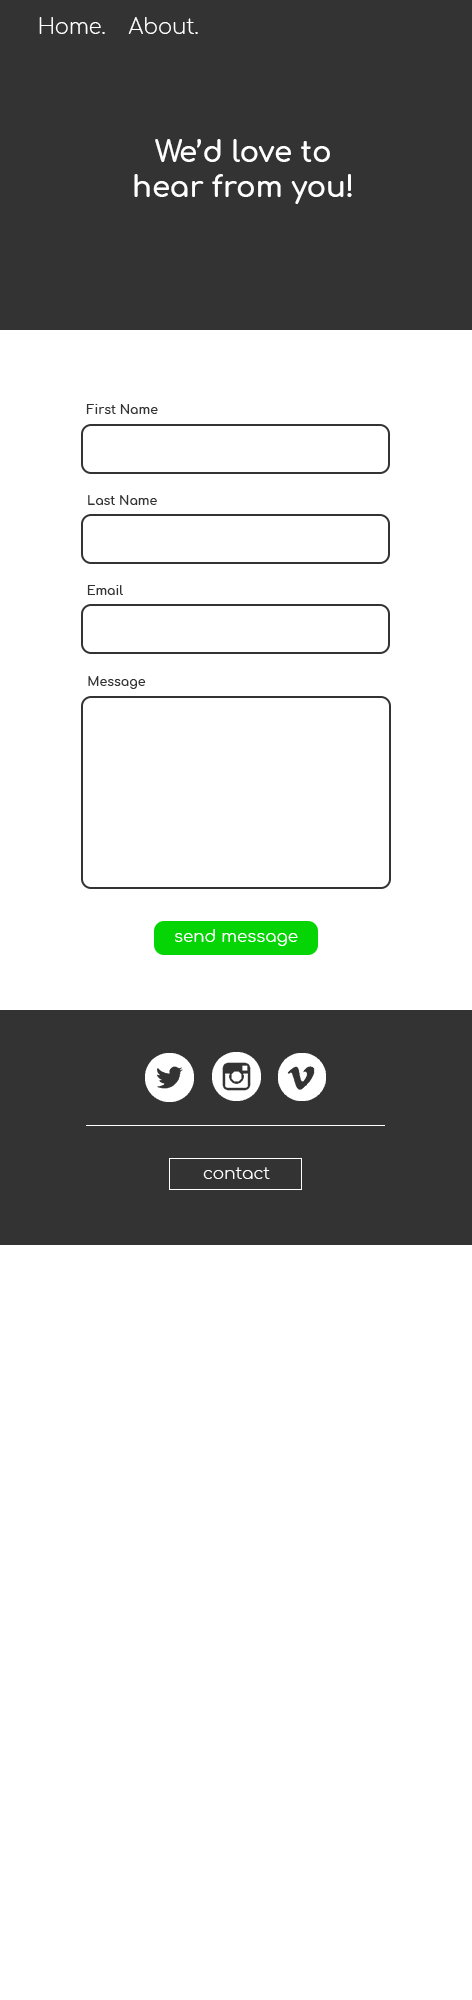 Home. About.
We’d love to
hear from you!
First Name
Last Name
Email
Message
send message
contact